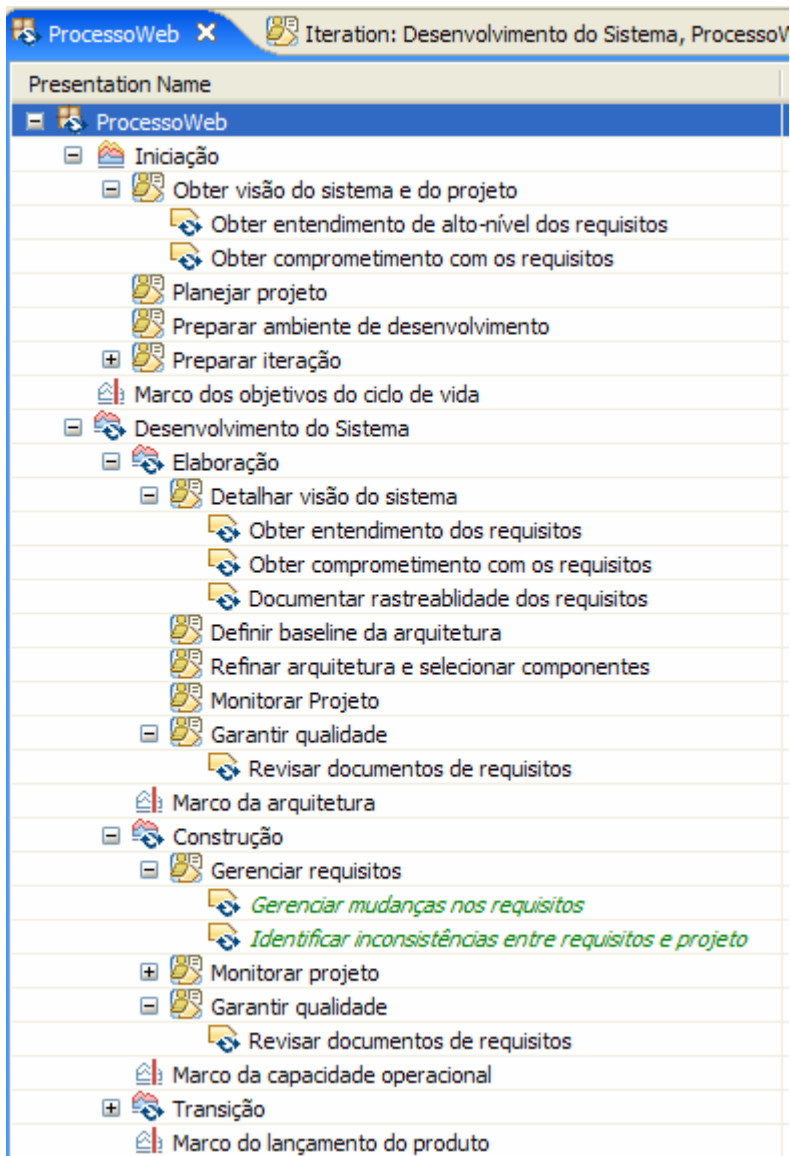 ProcessoWeb Iteration: Desenvolvimento do Sistema, ProcessoW
Presentation Name
ProcessoWeb
Iniciação
Obter visão do sistema e do projeto
Obter entendimento de alto-nível dos requisitos
Obter comprometimento com os requisitos
Planejar projeto
Preparar ambiente de desenvolvimento
Preparar iteração
Marco dos objetivos do ciclo de vida
Desenvolvimento do Sistema
Elaboração
Detalhar visão do sistema
Obter entendimento dos requisitos
Obter comprometimento com os requisitos
Documentar rastreablidade dos requisitos
Definir baseline da arquitetura
Refinar arquitetura e selecionar componentes
Monitorar Projeto
Garantir qualidade
Revisar documentos de requisitos
Marco da arquitetura
Construção
Gerenciar requisitos
Gerenciar mudanças nos requisitos
Identificar inconsistências entre requisitos e projeto
Monitorar projeto
Garantir qualidade
Revisar documentos de requisitos
Marco da capacidade operacional
Transição
Marco do lançamento do produto